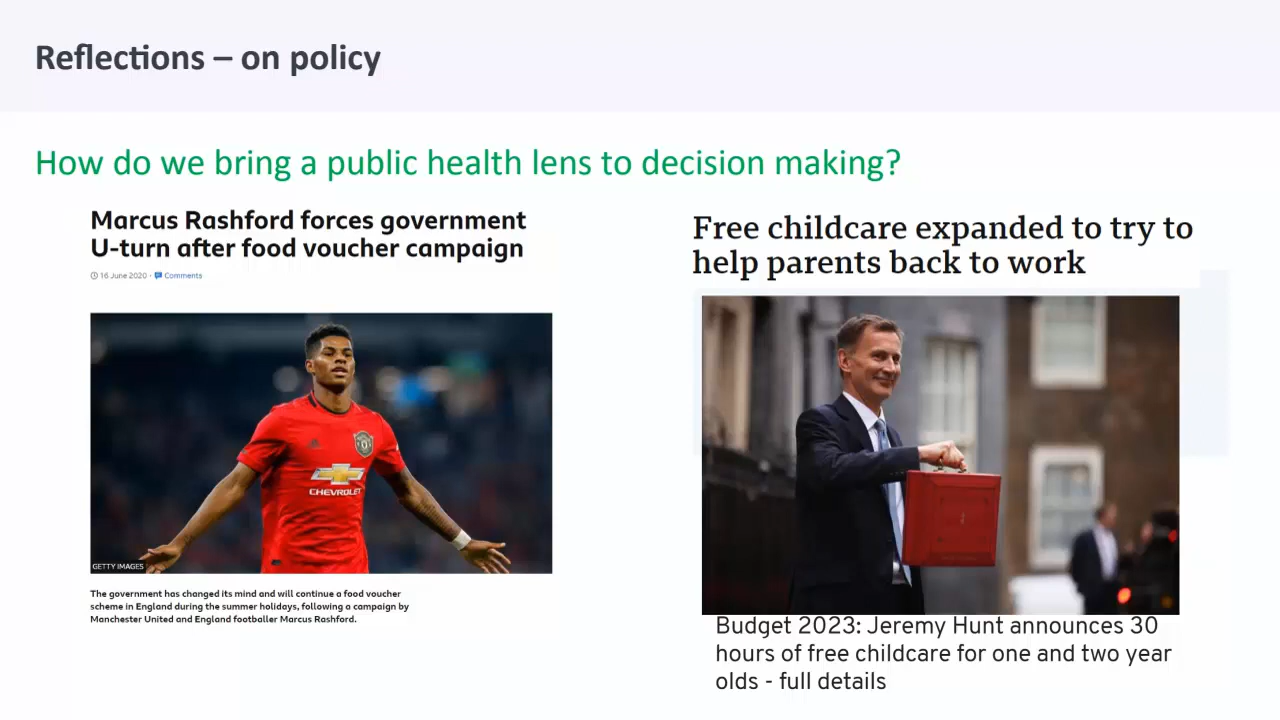 Reflections – on policy
How do we bring a public health lens to decision making?
Marcus Rashford forces government
U-turn after food voucher campaign
16 June 2020 · Comments
CHEVROLET
GETTY IMAGES
The government has changed its mind and will continue a food voucher
scheme in England during the summer holidays, following a campaign by
Manchester United and England footballer Marcus Rashford.
Free childcare expanded to try to
help parents back to work
Budget 2023: Jeremy Hunt announces 30
hours of free childcare for one and two year
olds - full details